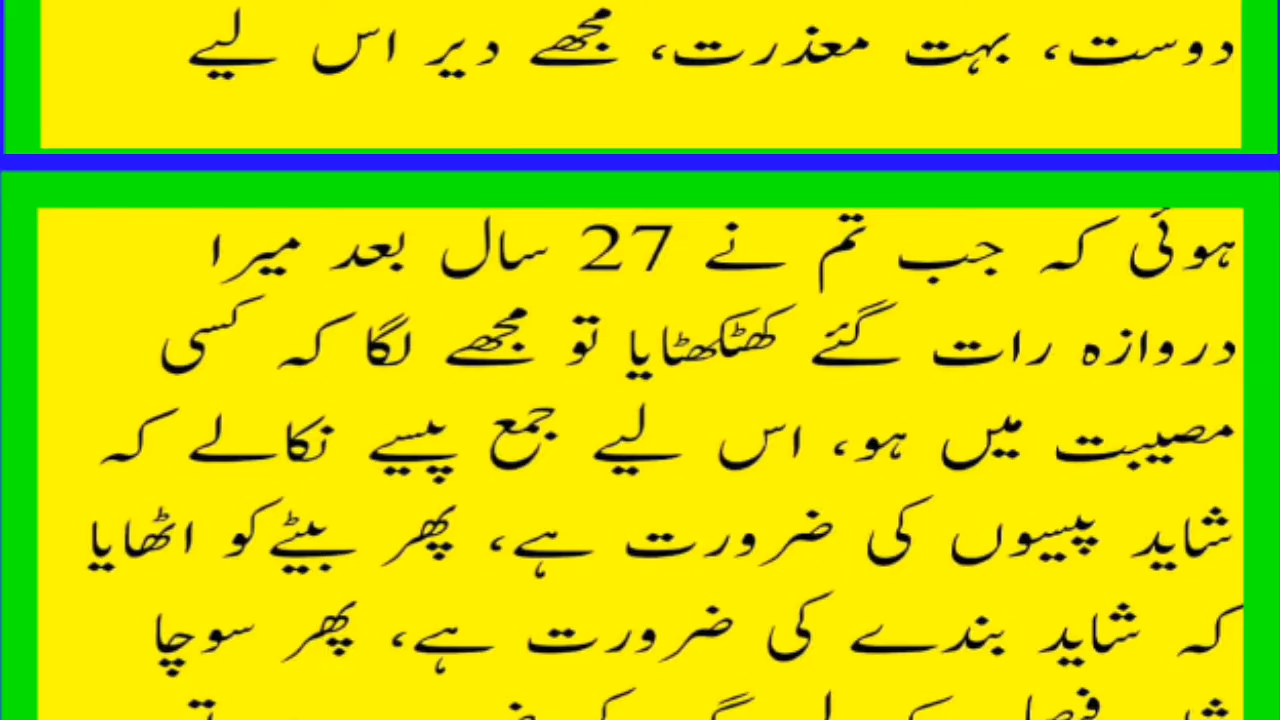 دوست، بہت معذرت، مجھے دیر اس لیے
ہوئی کہ جب تم نے 27 سال بعد میرا
دروازہ رات گئے کھٹکھٹایا تو مجھے لگا کہ کسی
مصیبت میں ہو، اس لیے جمع پیسے نکالے کہ
شاید پیسوں کی ضرورت ہے، پھر بیٹے کو اٹھایا
کہ شاید بندے کی ضرورت ہے، پھر سوچا